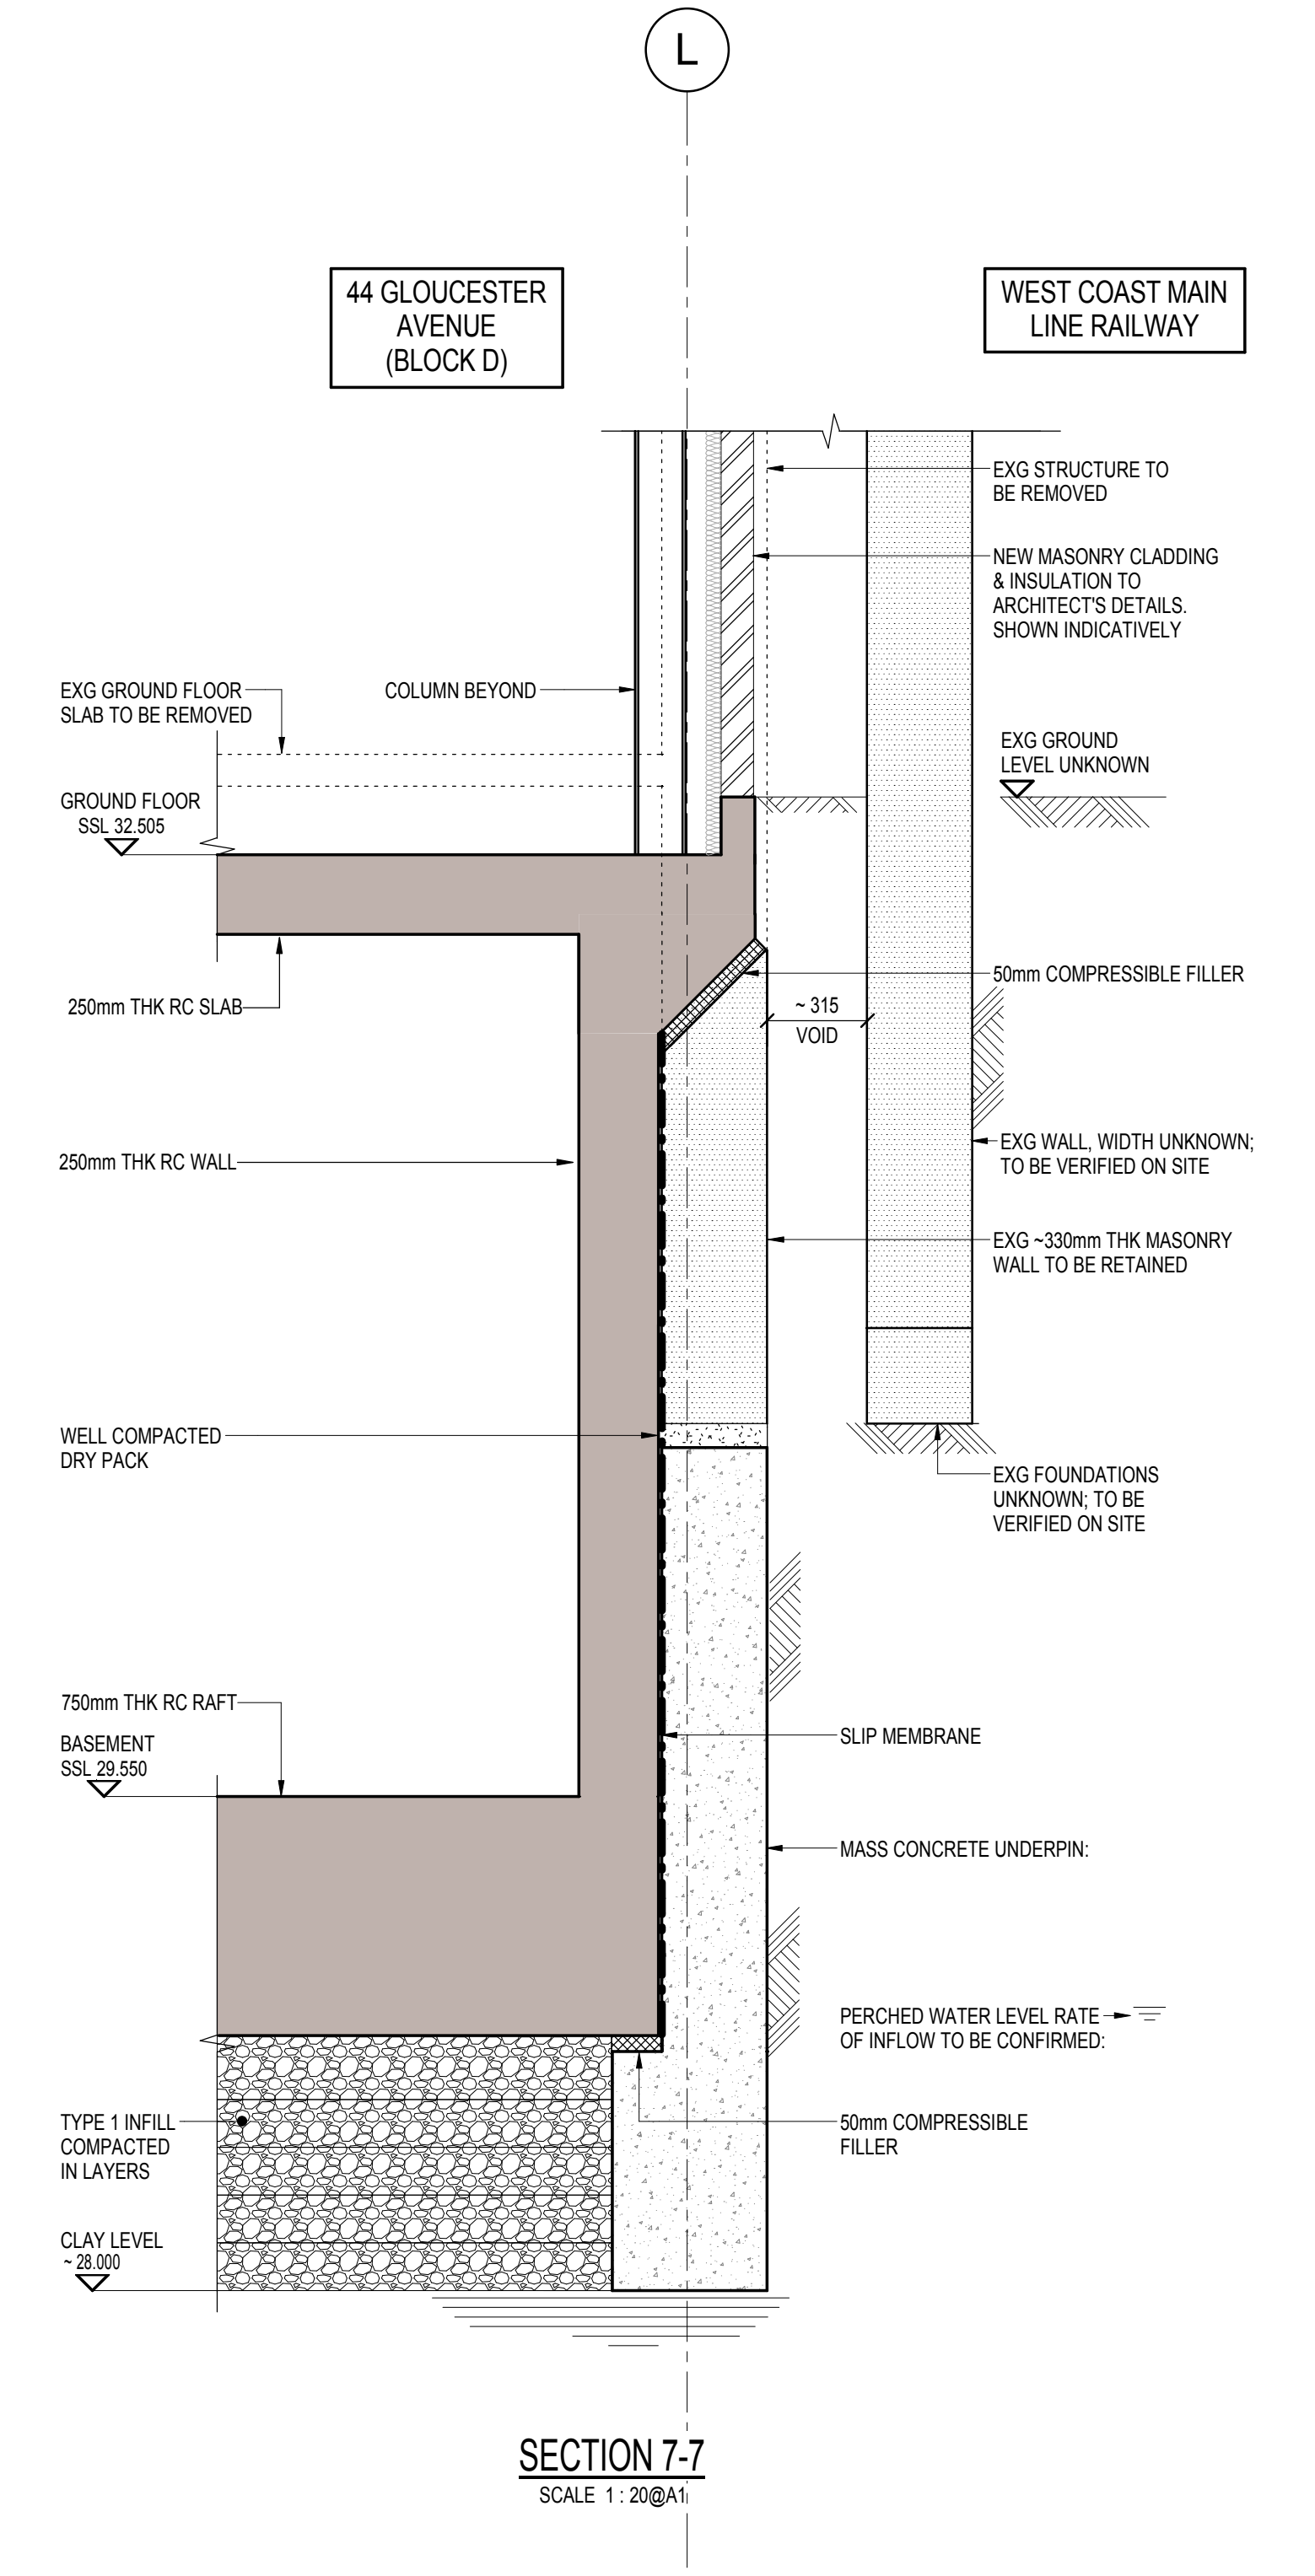 L
44 GLOUCESTER
AVENUE
(BLOCK D)
WEST COAST MAIN
LINE RAILWAY
EXG STRUCTURE TO
BE REMOVED
NEW MASONRY CLADDING
& INSULATION TO
ARCHITECT'S DETAILS.
SHOWN INDICATIVELY
EXG GROUND FLOOR
SLAB TO BE REMOVED
COLUMN BEYOND
EXG GROUND
LEVEL UNKNOWN
GROUND FLOOR
SSL 32.505
50mm COMPRESSIBLE FILLER
250mm THK RC SLAB
~ 315
VOID
250mm THK RC WALL
EXG WALL, WIDTH UNKNOWN;
TO BE VERIFIED ON SITE
EXG ~330mm THK MASONRY
WALL TO BE RETAINED
WELL COMPACTED
DRY PACK
EXG FOUNDATIONS
UNKNOWN; TO BE
VERIFIED ON SITE
750mm THK RC RAFT
BASEMENT
SSL 29.550
SLIP MEMBRANE
MASS CONCRETE UNDERPIN:
PERCHED WATER LEVEL RATE
OF INFLOW TO BE CONFIRMED:
TYPE 1 INFILL
COMPACTED
IN LAYERS
50mm COMPRESSIBLE
FILLER
CLAY LEVEL
~ 28.000
SECTION 7-7
SCALE 1 : 20@A1